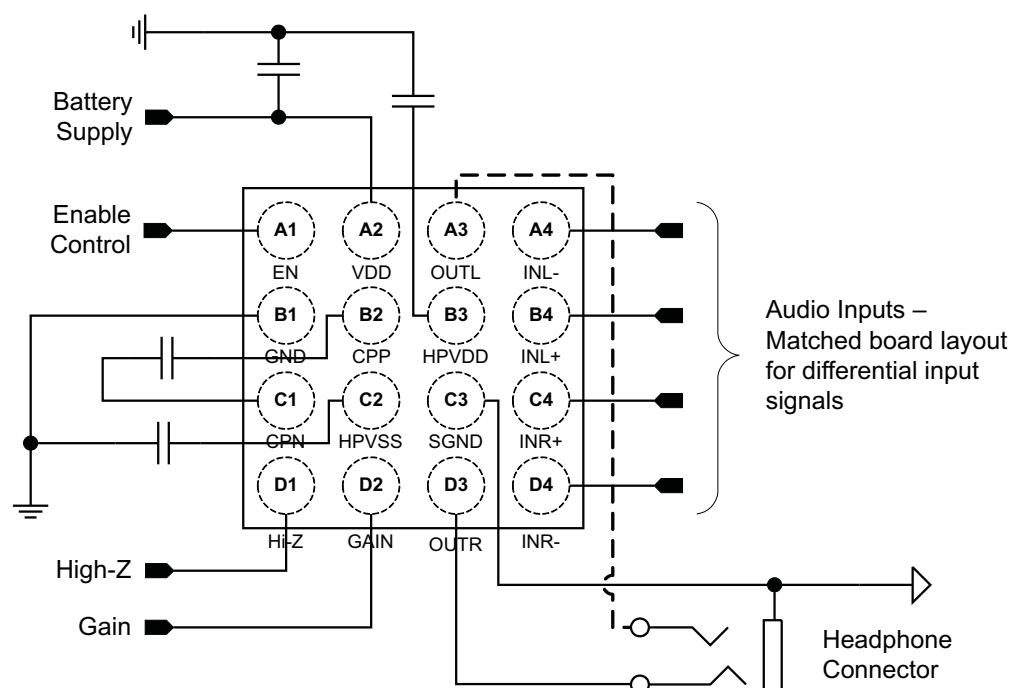 Battery
Supply
Enable
Control
A1
A2
A3
A4
EN
VDD
OUTL
INL-
B1
B2
B3
B4
GND
CPP
HPVDD
INL+
C1
C2
C3
C4
CPN
HPVSS
SGND
INR+
D1
D2
D3
D4
Hi-Z
GAIN
OUTR
INR-
Audio Inputs –
Matched board layout
for differential input
signals
High-Z
Gain
Headphone
Connector